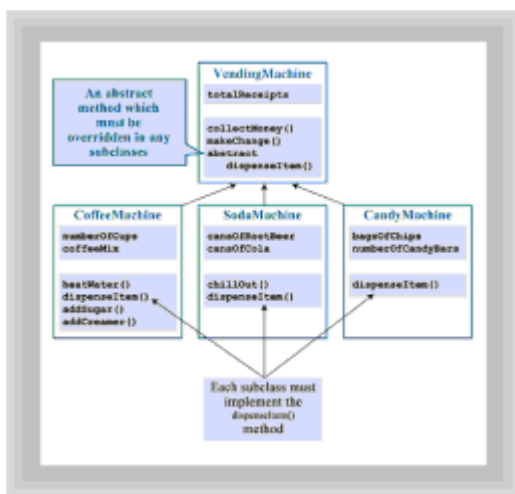 VendingMachine
totalReceipts
collectMoney()
makeChange()
abstract
dispenseItem()
An abstract
method which
must be
overridden in any
subclasses
CoffeeMachine
numberOfCups
coffeeMix
heatWater()
dispenseItem()
addSugar()
addCreamer()
SodaMachine
cansOfRootBeer
cansOfCola
chillOut()
dispenseItem()
CandyMachine
bagsOfChips
numberOfCandyBars
dispenseItem()
Each subclass must
implement the
dispenseItem()
method